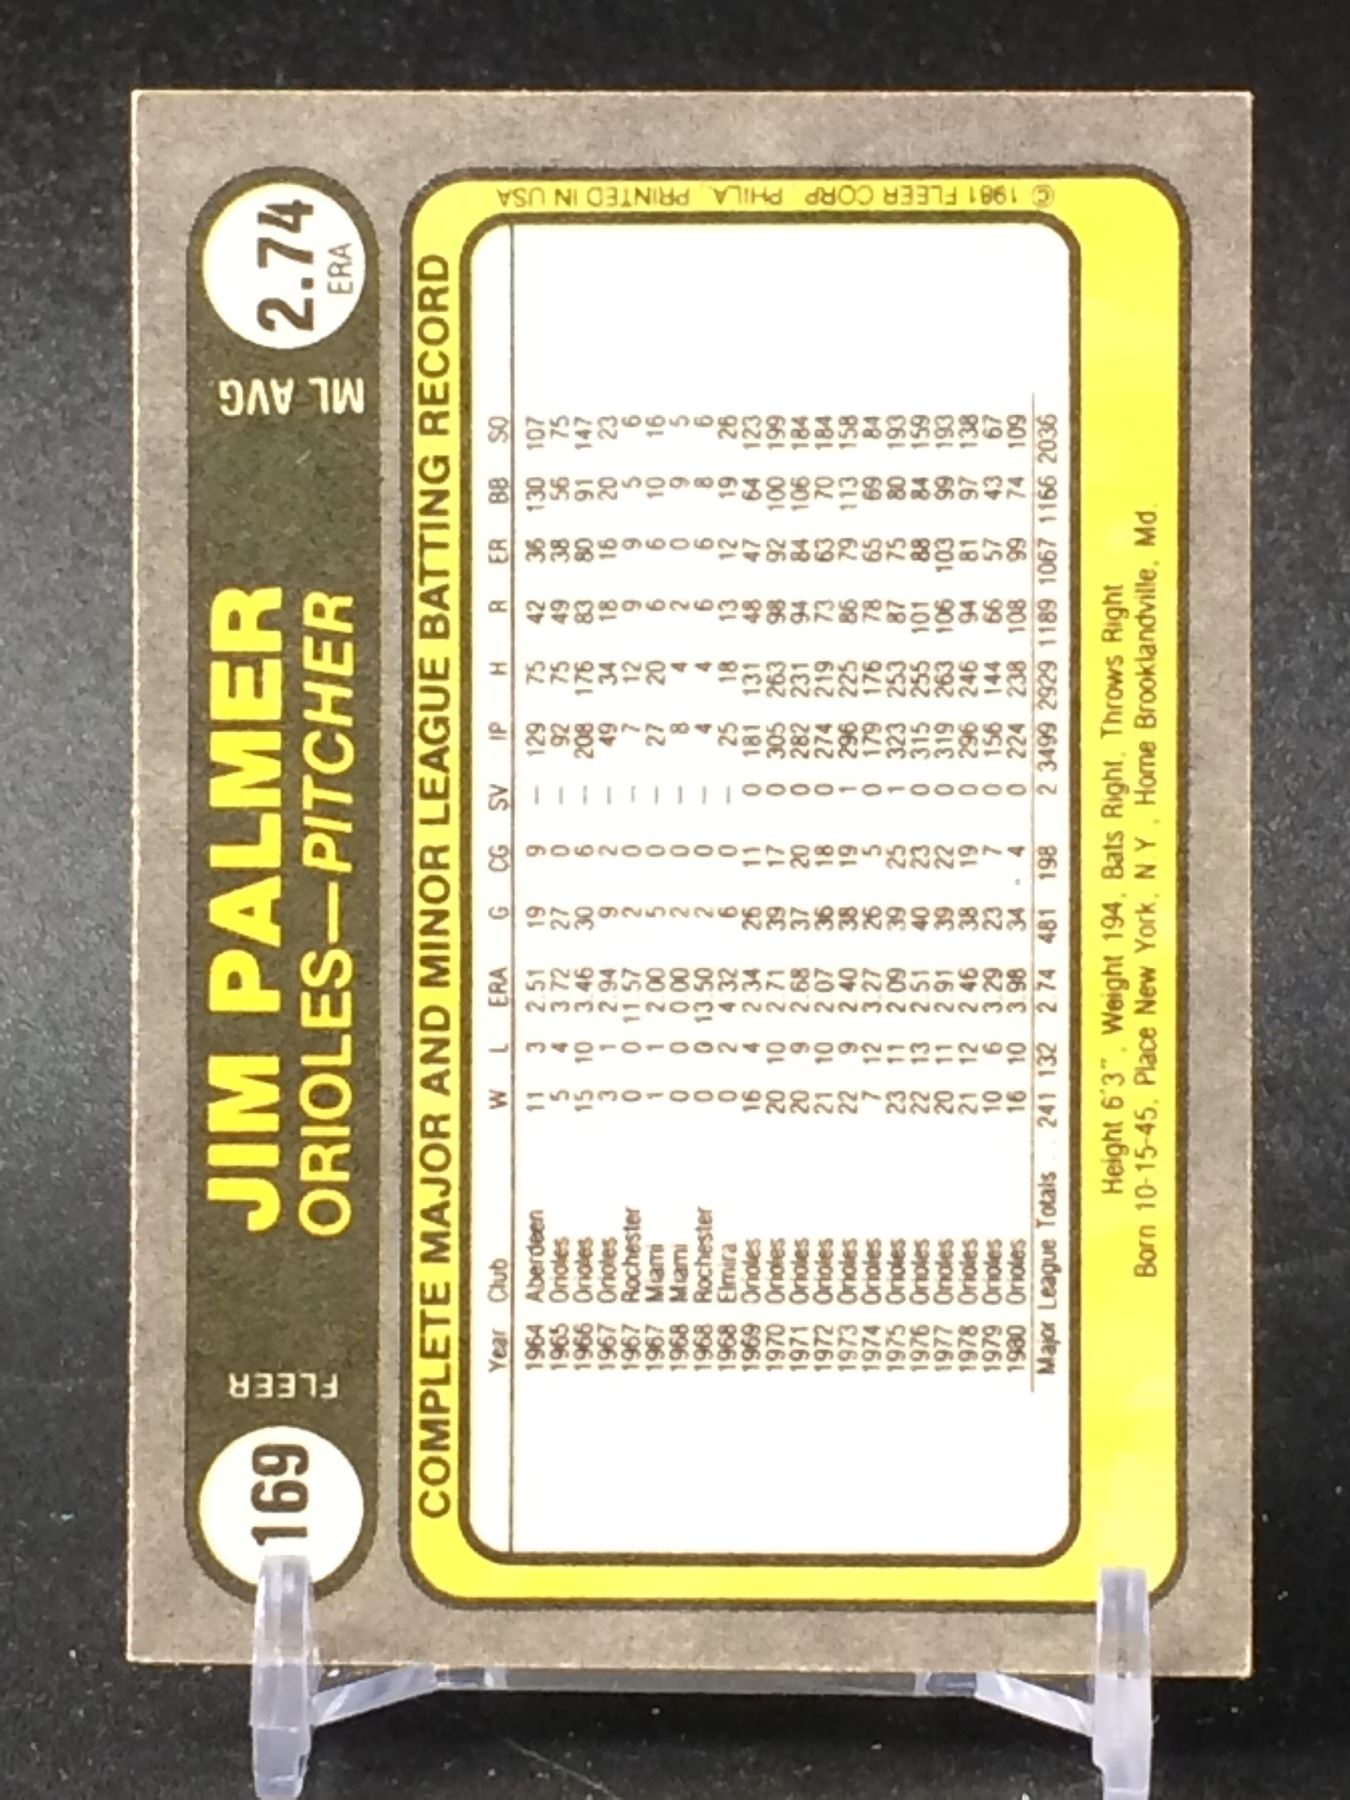 169 FLEER
JIM PALMER
ORIOLES—PITCHER
ML AVG
2.74
ERA
COMPLETE MAJOR AND MINOR LEAGUE BATTING RECORD
Year Club W L ERA G CG SV IP H R ER BB SO
1964 Aberdeen 11 3 2.51 19 9 — 129 75 42 36 130 107
1965 Orioles 5 4 3.72 27 0 — 92 75 49 38 56 75
1966 Orioles 15 10 3.46 30 6 — 208 176 83 80 91 147
1967 Orioles 3 1 2.94 9 2 — 49 34 18 16 20 23
1967 Rochester 0 0 11.57 2 0 — 7 12 9 9 5 6
1967 Miami 1 1 2.00 5 0 — 27 20 6 6 10 16
1968 Miami 0 0 0.00 2 0 — 8 4 2 0 9 5
1968 Rochester 0 0 13.50 2 0 — 4 4 6 6 8 6
1968 Elmira 0 2 4.32 6 0 — 25 18 13 12 19 26
1969 Orioles 16 4 2.34 26 11 0 181 131 48 47 64 123
1970 Orioles 20 10 2.71 39 17 0 305 263 98 92 100 199
1971 Orioles 20 9 2.68 37 20 0 282 231 94 84 106 184
1972 Orioles 21 10 2.07 36 18 0 274 219 73 63 70 184
1973 Orioles 22 9 2.40 38 19 1 296 225 86 79 113 158
1974 Orioles 7 12 3.27 26 5 0 179 176 78 65 69 84
1975 Orioles 23 11 2.09 39 25 1 323 253 87 75 80 193
1976 Orioles 22 13 2.51 40 23 0 315 255 101 88 84 159
1977 Orioles 20 11 2.91 39 22 0 319 263 106 103 99 193
1978 Orioles 21 12 2.46 38 19 0 296 246 94 81 97 138
1979 Orioles 10 6 3.29 23 7 0 156 144 66 57 43 67
1980 Orioles 16 10 3.98 34 4 0 224 238 108 99 74 109
Major League Totals 241 132 2.74 481 198 2 3499 2929 1189 1067 1166 2036
Height 6'3", Weight 194, Bats Right, Throws Right
Born 10-15-45, Place New York, N.Y., Home Brooklandville, Md.
© 1981 FLEER CORP. PHILA. PRINTED IN USA